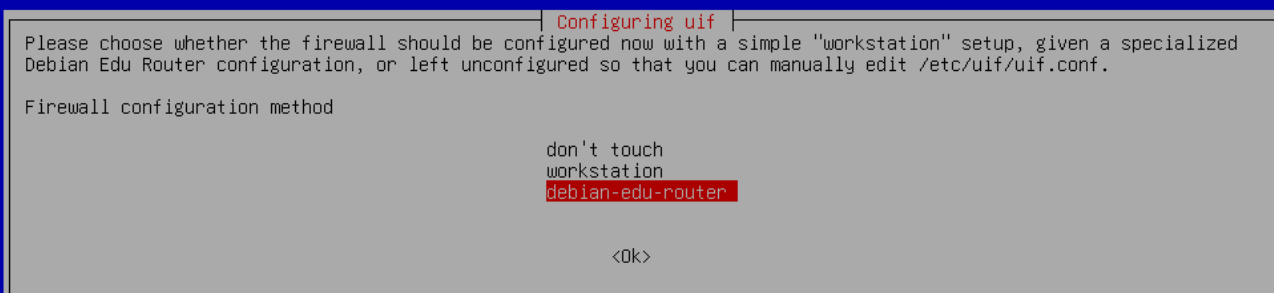 Configuring uif
Please choose whether the firewall should be configured now with a simple "workstation" setup, given a specialized
Debian Edu Router configuration, or left unconfigured so that you can manually edit /etc/uif/uif.conf.
Firewall configuration method
don't touch
workstation
debian-edu-router
<Ok>